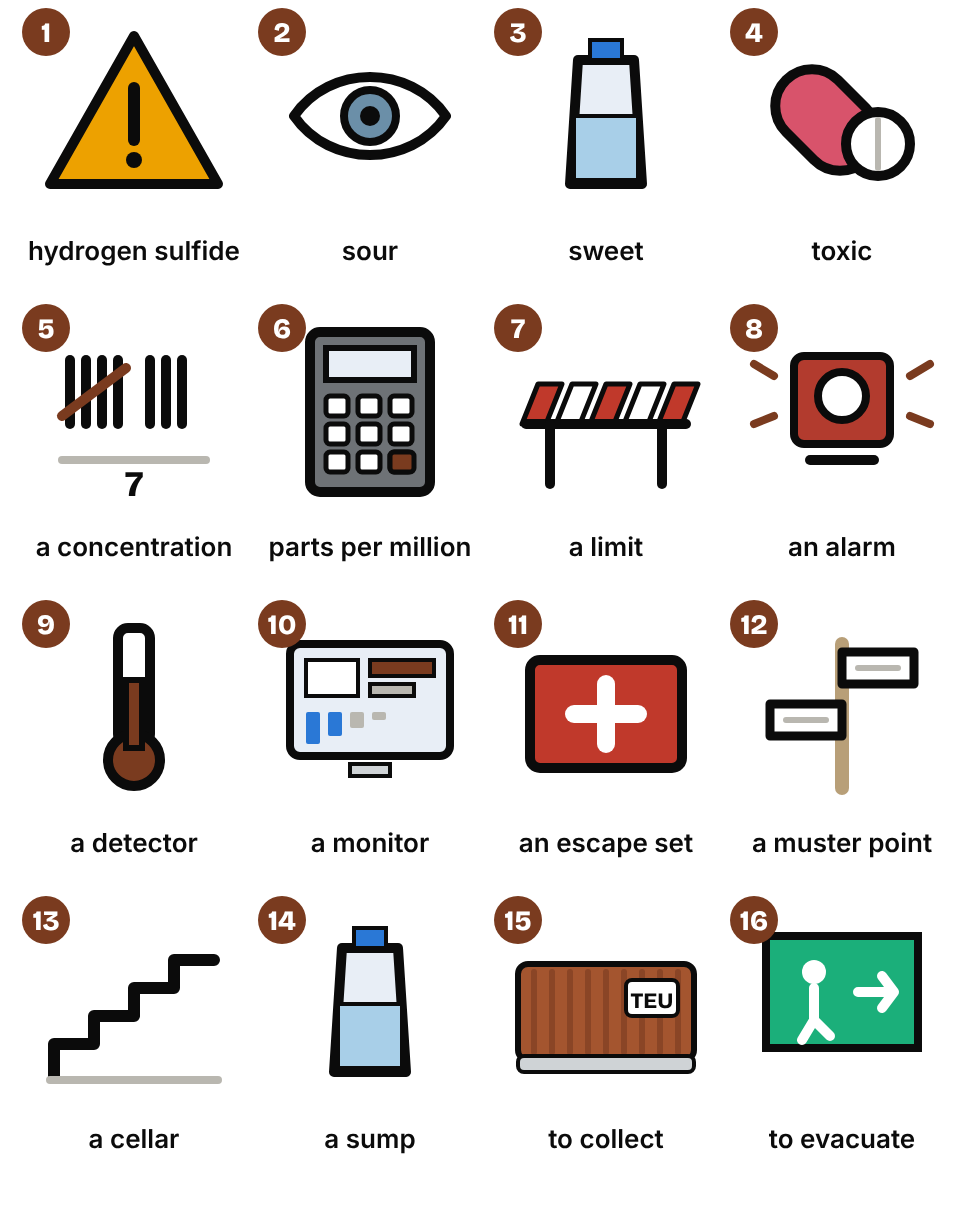 1 2 3 4
hydrogen sulfide sour sweet toxic
5 6 7 8
7
a concentration parts per million a limit an alarm
9 10 11 12
a detector a monitor an escape set a muster point
13 14 15 16
TEU
a cellar a sump to collect to evacuate